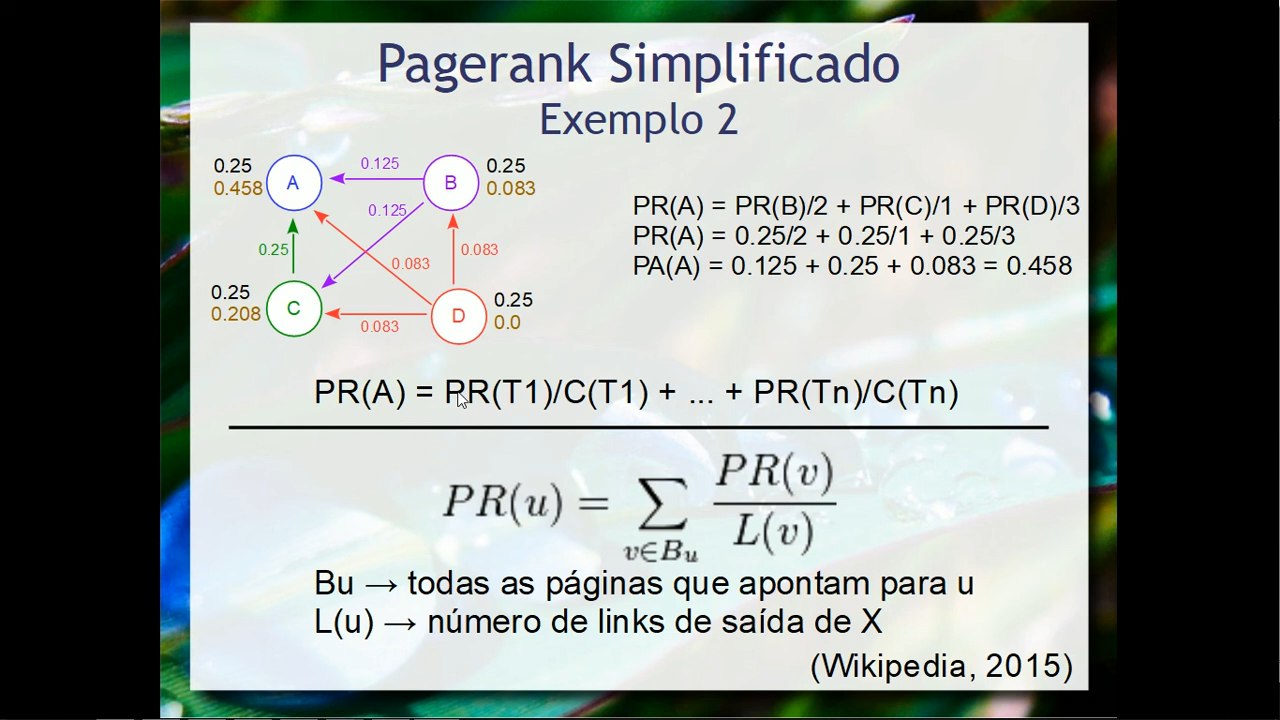 Pagerank Simplificado
Exemplo 2
0.25
0.458
A
0.125
B
0.25
0.083
0.125
0.25
0.083
0.083
0.25
0.208
C
0.083
D
0.25
0.0
PR(A) = PR(B)/2 + PR(C)/1 + PR(D)/3
PR(A) = 0.25/2 + 0.25/1 + 0.25/3
PA(A) = 0.125 + 0.25 + 0.083 = 0.458
PR(A) = PR(T1)/C(T1) + ... + PR(Tn)/C(Tn)
PR(u) = ∑ v∈Bu PR(v) / L(v)
Bu → todas as páginas que apontam para u
L(u) → número de links de saída de X
(Wikipedia, 2015)